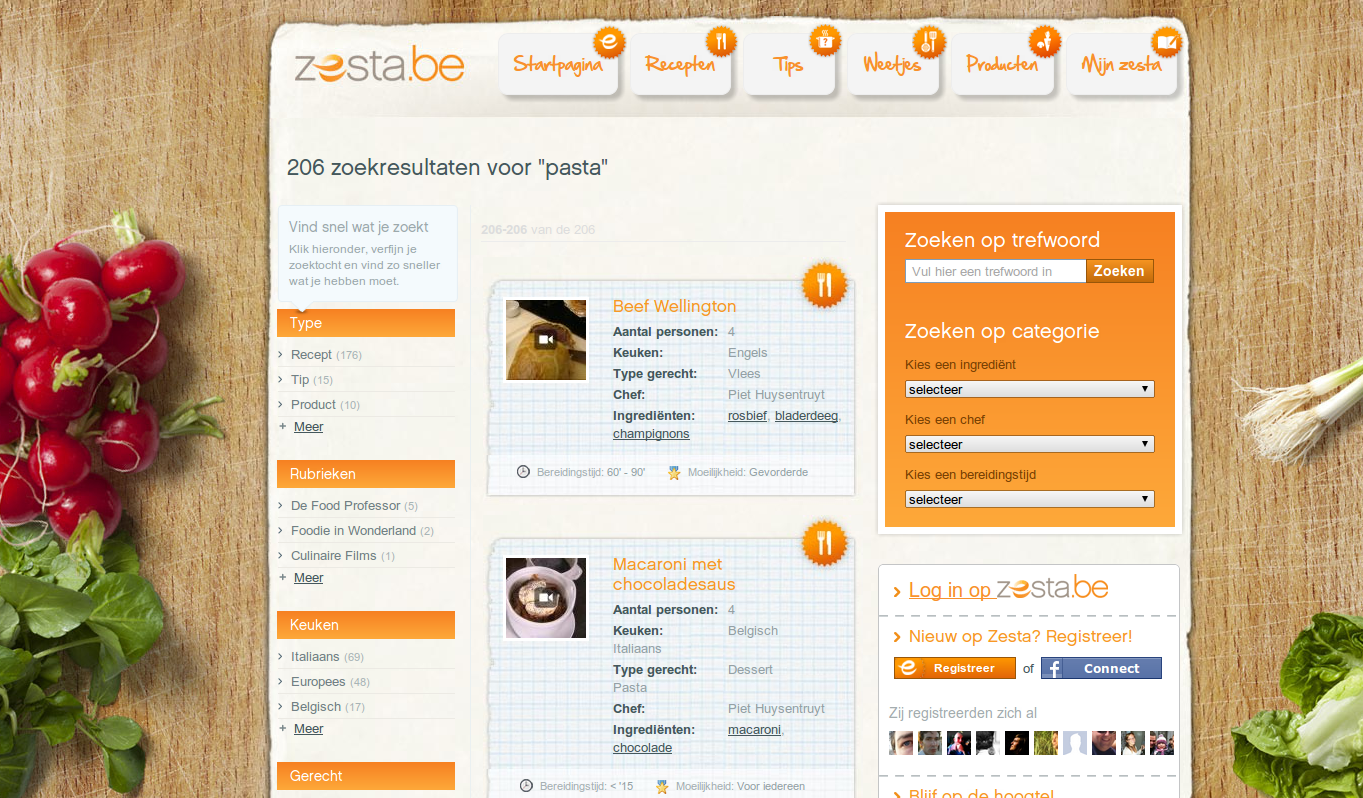 zesta.be
Startpagina
Recepten
Tips
Weetjes
Producten
Mijn zesta
206 zoekresultaten voor "pasta"
Vind snel wat je zoekt
Klik hieronder, verfijn je
zoektocht en vind zo sneller
wat je hebben moet.
Type
Recept (176)
Tip (15)
Product (10)
+ Meer
Rubrieken
De Food Professor (5)
Foodie in Wonderland (2)
Culinaire Films (1)
+ Meer
Keuken
Italiaans (69)
Europees (48)
Belgisch (17)
+ Meer
Gerecht
206-206 van de 206
Beef Wellington
Aantal personen: 4
Keuken: Engels
Type gerecht: Vlees
Chef: Piet Huysentruyt
Ingrediënten: rosbief, bladerdeeg,
champignons
Bereidingstijd: 60' - 90' Moeilijkheid: Gevorderde
Macaroni met
chocoladesaus
Aantal personen: 4
Keuken: Belgisch
Italiaans
Type gerecht: Dessert
Pasta
Chef: Piet Huysentruyt
Ingrediënten: macaroni,
chocolade
Bereidingstijd: < '15 Moeilijkheid: Voor iedereen
Zoeken op trefwoord
Vul hier een trefwoord in Zoeken
Zoeken op categorie
Kies een ingrediënt
selecteer
Kies een chef
selecteer
Kies een bereidingstijd
selecteer
Log in op zesta.be
Nieuw op Zesta? Registreer!
Registreer of f Connect
Zij registreerden zich al
Blijf op de hoogte!